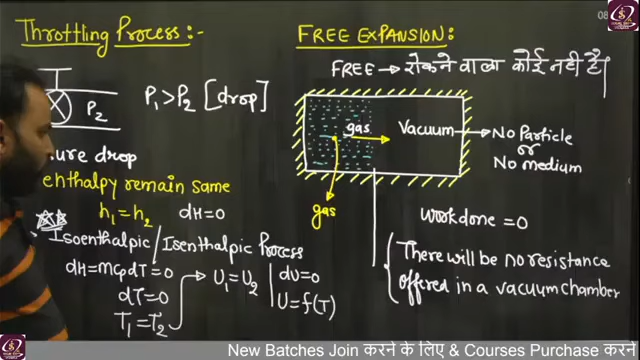 Throttling Process:-
P₂
P₁>P₂ [drop]
ure drop
enthalpy remain same
h₁=h₂ dH=0
Isoenthalpic / Isenthalpic Process
dH=mCpdT=0
dT=0
T₁=T₂
U₁=U₂
dU=0
U=f(T)
FREE EXPANSION:
FREE → रोकने वाला कोई नही है|
gas
Vacuum
No Particle
or
No medium
gas
workdone =0
There will be no resistance
offered in a vacuum chamber
08
New Batches Join करने के लिए & Courses Purchase करने